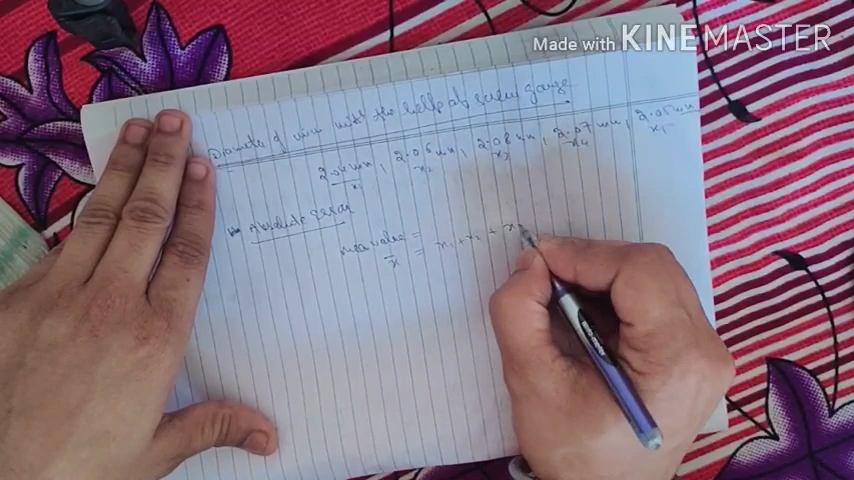 Made with KINEMASTER
Diameter of wire with the help of screw gauge
2.04 mm, 2.06 mm, 2.08 mm, 2.07 mm, 2.05 mm
x₁ x₂ x₃ x₄ x₅
Absolute error
mean value =
x̄ = x₁ + x₂ + x